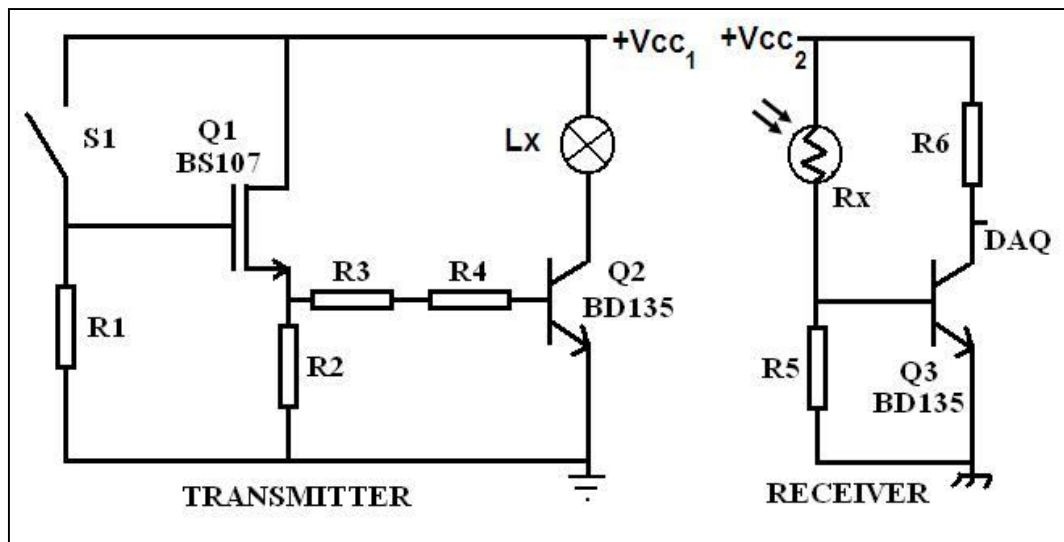 +Vcc1
+Vcc2
S1
Q1
BS107
Lx
R6
Rx
DAQ
R3
R4
Q2
BD135
R1
R2
R5
Q3
BD135
TRANSMITTER
RECEIVER